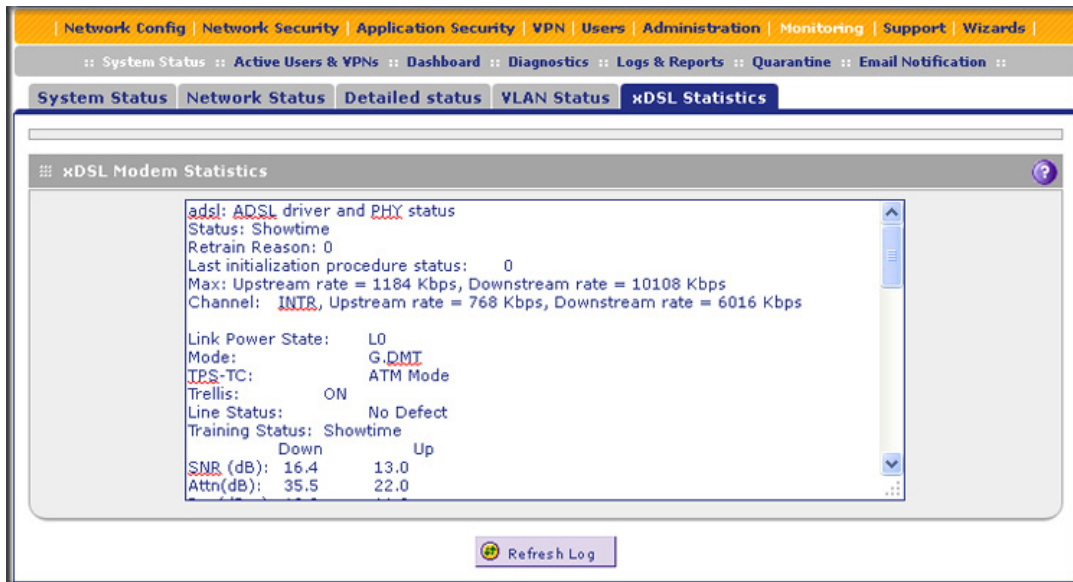 | Network Config | Network Security | Application Security | VPN | Users | Administration | Monitoring | Support | Wizards |
:: System Status :: Active Users & VPNs :: Dashboard :: Diagnostics :: Logs & Reports :: Quarantine :: Email Notification ::
System Status Network Status Detailed status VLAN Status xDSL Statistics
xDSL Modem Statistics ?
adsl: ADSL driver and PHY status
Status: Showtime
Retrain Reason: 0
Last initialization procedure status: 0
Max: Upstream rate = 1184 Kbps, Downstream rate = 10108 Kbps
Channel: INTR, Upstream rate = 768 Kbps, Downstream rate = 6016 Kbps
Link Power State: L0
Mode: G.DMT
TPS-TC: ATM Mode
Trellis: ON
Line Status: No Defect
Training Status: Showtime
Down Up
SNR (dB): 16.4 13.0
Attn(dB): 35.5 22.0
Refresh Log